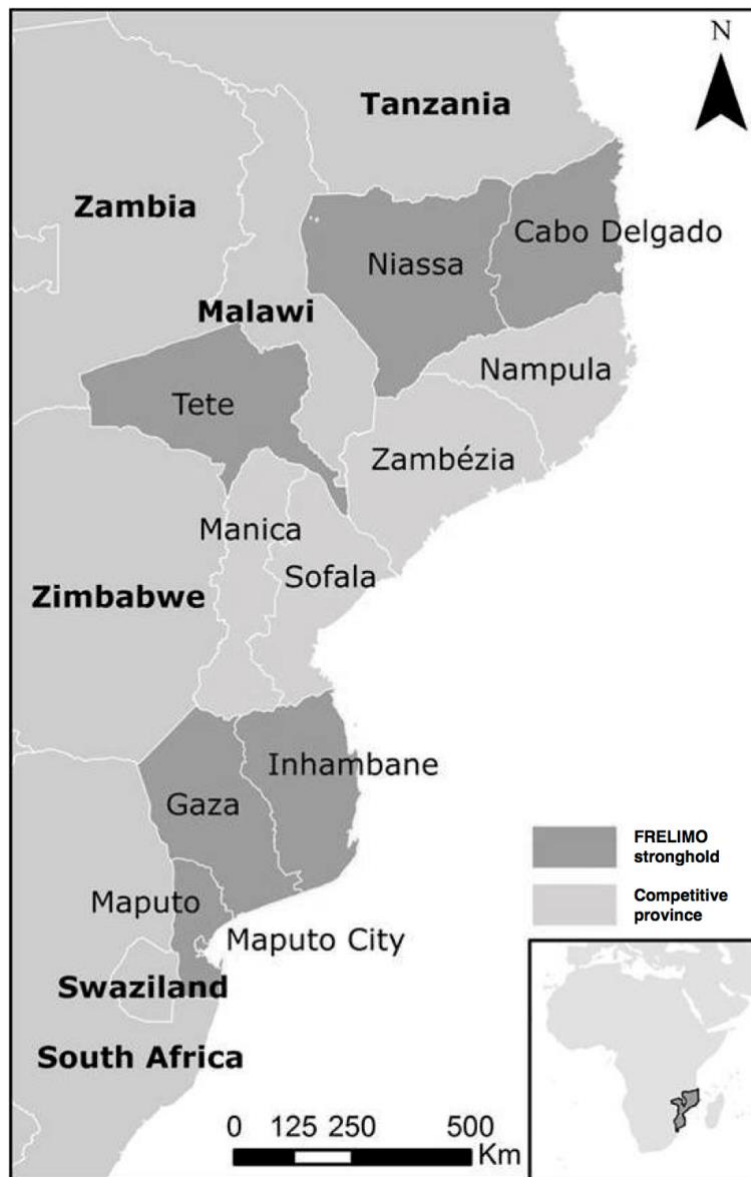 N
Tanzania
Zambia
Cabo Delgado
Niassa
Malawi
Nampula
Tete
Zambézia
Manica
Sofala
Zimbabwe
Inhambane
Gaza
FRELIMO
stronghold
Maputo
Competitive
province
Maputo City
Swaziland
South Africa
0 125 250 500
Km